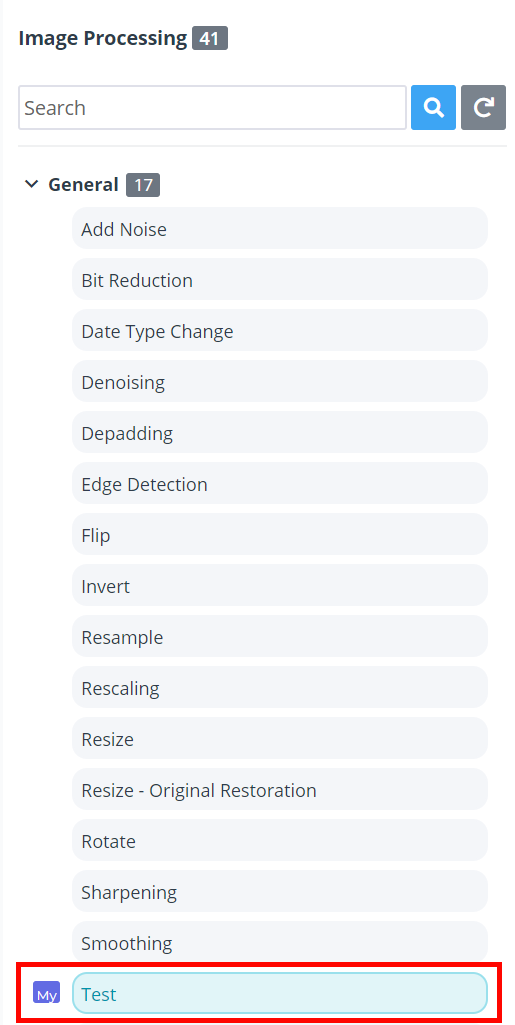 Image Processing 41
Search
General 17
Add Noise
Bit Reduction
Date Type Change
Denoising
Depadding
Edge Detection
Flip
Invert
Resample
Rescaling
Resize
Resize - Original Restoration
Rotate
Sharpening
Smoothing
My Test